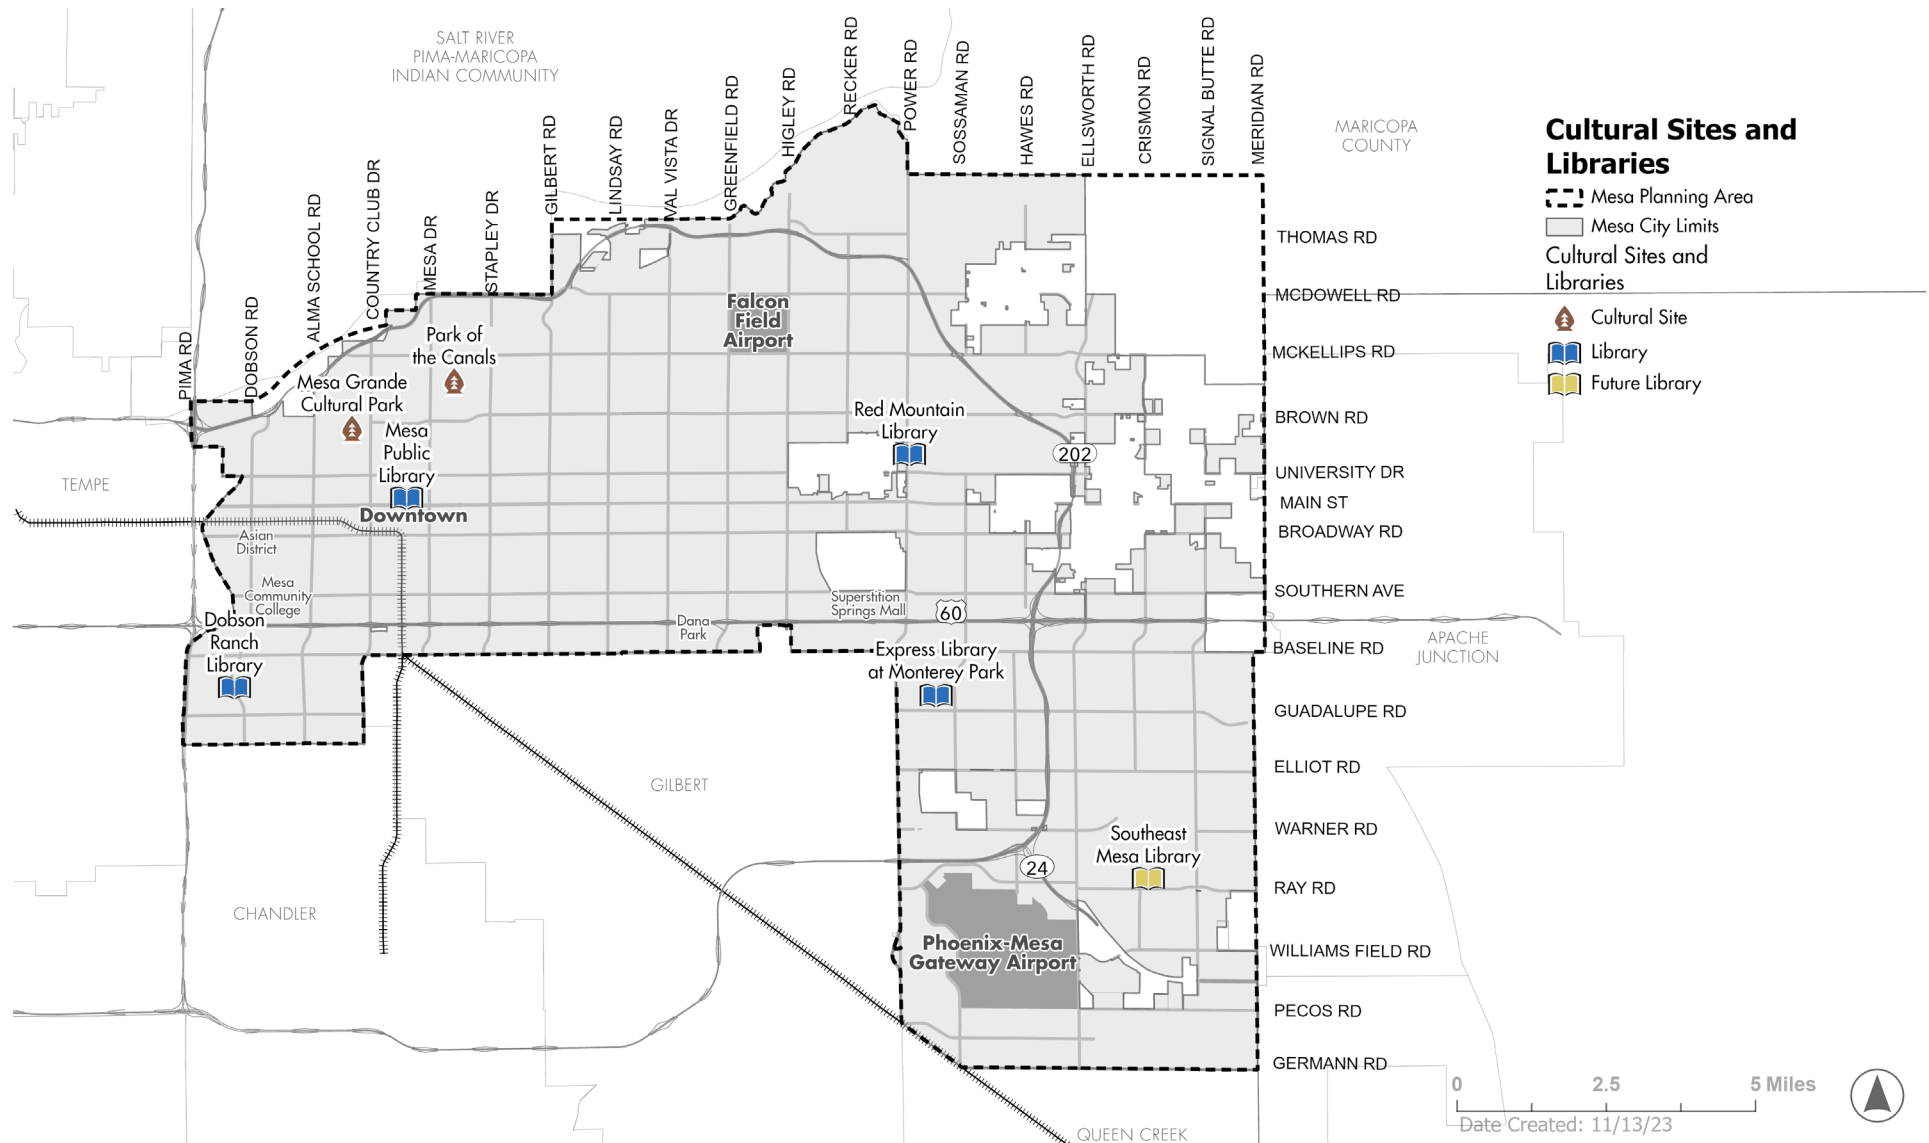 SALT RIVER
PIMA-MARICOPA
INDIAN COMMUNITY
MARICOPA
COUNTY
PIMA RD
DOBSON RD
ALMA SCHOOL RD
COUNTRY CLUB DR
MESA DR
STAPLEY DR
GILBERT RD
LINDSAY RD
VAL VISTA DR
GREENFIELD RD
HIGLEY RD
RECKER RD
POWER RD
SOSSAMAN RD
HAWES RD
ELLSWORTH RD
CRISMON RD
SIGNAL BUTTE RD
MERIDIAN RD
Cultural Sites and
Libraries
Mesa Planning Area
Mesa City Limits
Cultural Sites and
Libraries
Cultural Site
Library
Future Library
THOMAS RD
MCDOWELL RD
MCKELLIPS RD
BROWN RD
UNIVERSITY DR
MAIN ST
BROADWAY RD
SOUTHERN AVE
BASELINE RD
GUADALUPE RD
ELLIOT RD
WARNER RD
RAY RD
WILLIAMS FIELD RD
PECOS RD
GERMANN RD
Falcon
Field
Airport
Park of
the Canals
Mesa Grande
Cultural Park
Mesa
Public
Library
Downtown
Red Mountain
Library
202
TEMPE
Asian
District
Mesa
Community
College
Dobson
Ranch
Library
Dana
Park
Superstition
Springs Mall
60
Express Library
at Monterey Park
APACHE
JUNCTION
GILBERT
CHANDLER
Southeast
Mesa Library
24
Phoenix-Mesa
Gateway Airport
QUEEN CREEK
0 2.5 5 Miles
Date Created: 11/13/23